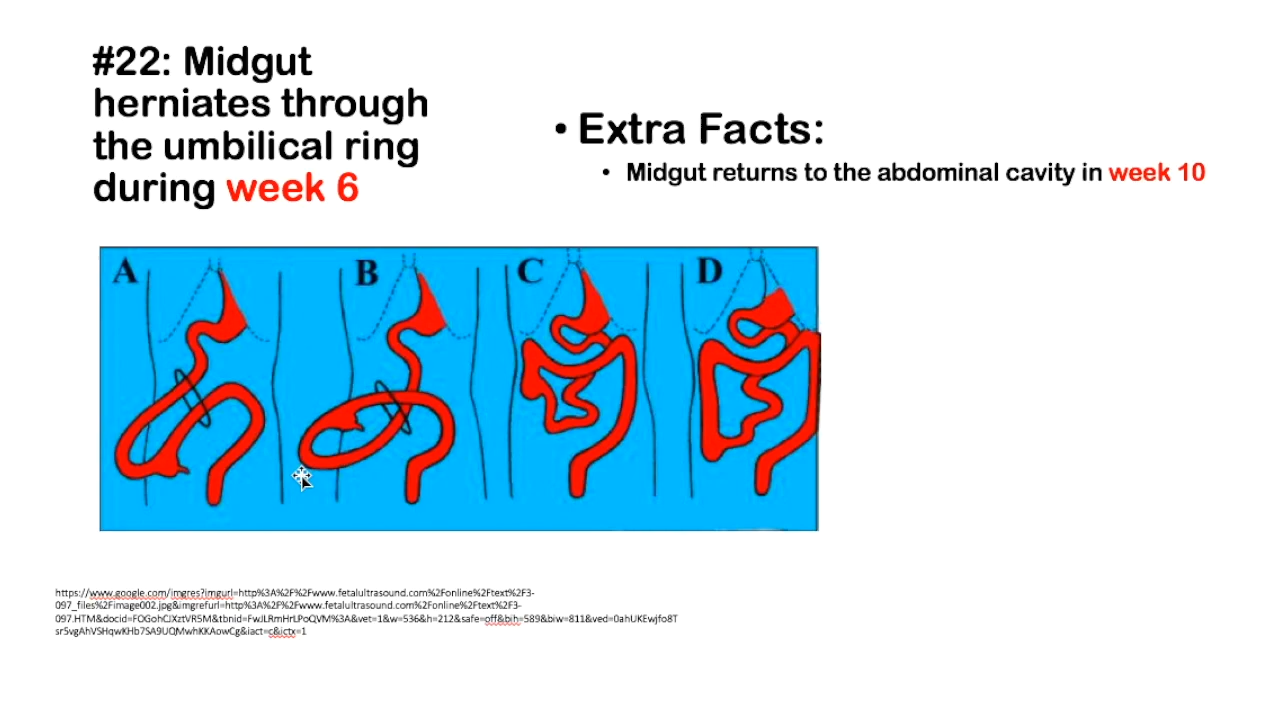 #22: Midgut
herniates through
the umbilical ring
during week 6
• Extra Facts:
• Midgut returns to the abdominal cavity in week 10
A B C D
https://www.google.com/imgres?imgurl=http%3A%2F%2Fwww.fetalultrasound.com%2Fonline%2Ftext%2F3-
097_files%2Fimage002.jpg&imgrefurl=http%3A%2F%2Fwww.fetalultrasound.com%2Fonline%2Ftext%2F3-
097.HTM&docid=FOGohCJXztVR5M&tbnid=FwJLRmHrLPoQVM%3A&vet=1&w=536&h=212&safe=off&bih=589&biw=811&ved=0ahUKEwjfo8T
sr5vgAhVSHqwKHb7SA9UQMwhKKAowCg&iact=c&ictx=1